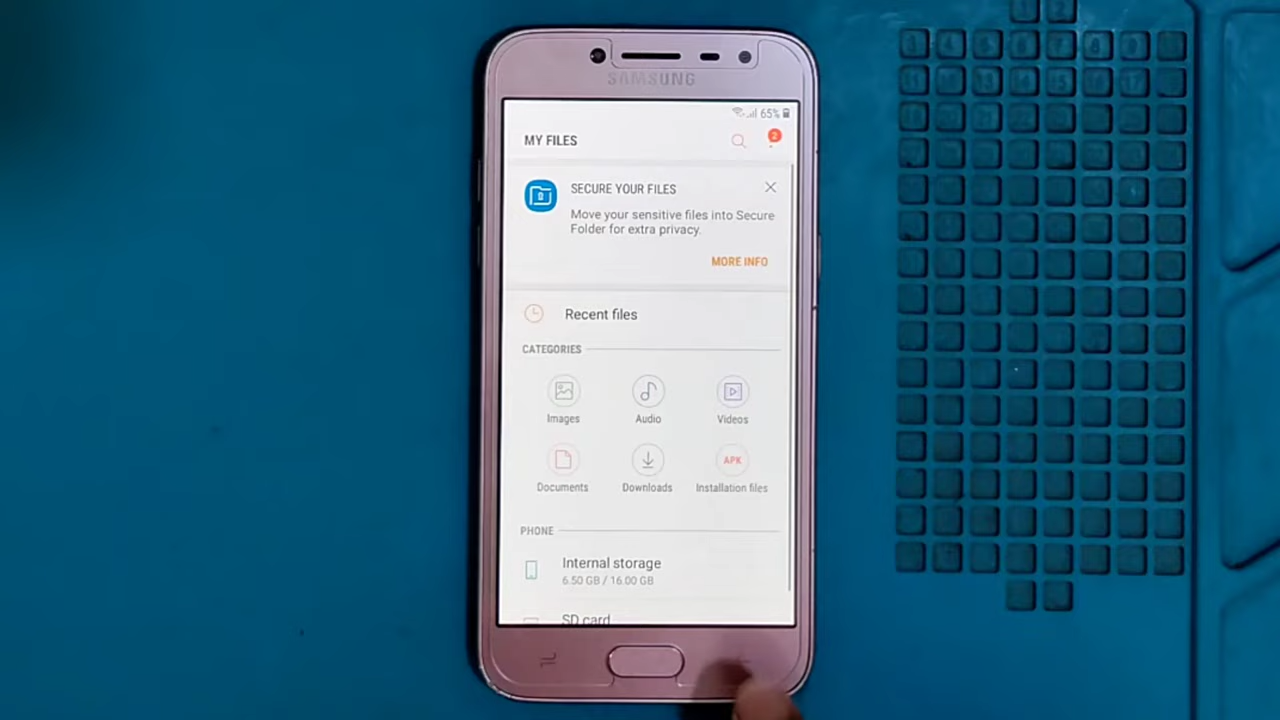 SAMSUNG
65%
MY FILES
2
SECURE YOUR FILES
Move your sensitive files into Secure
Folder for extra privacy.
MORE INFO
Recent files
CATEGORIES
Images
Audio
Videos
APK
Documents
Downloads
Installation files
PHONE
Internal storage
6.50 GB / 16.00 GB
SD card